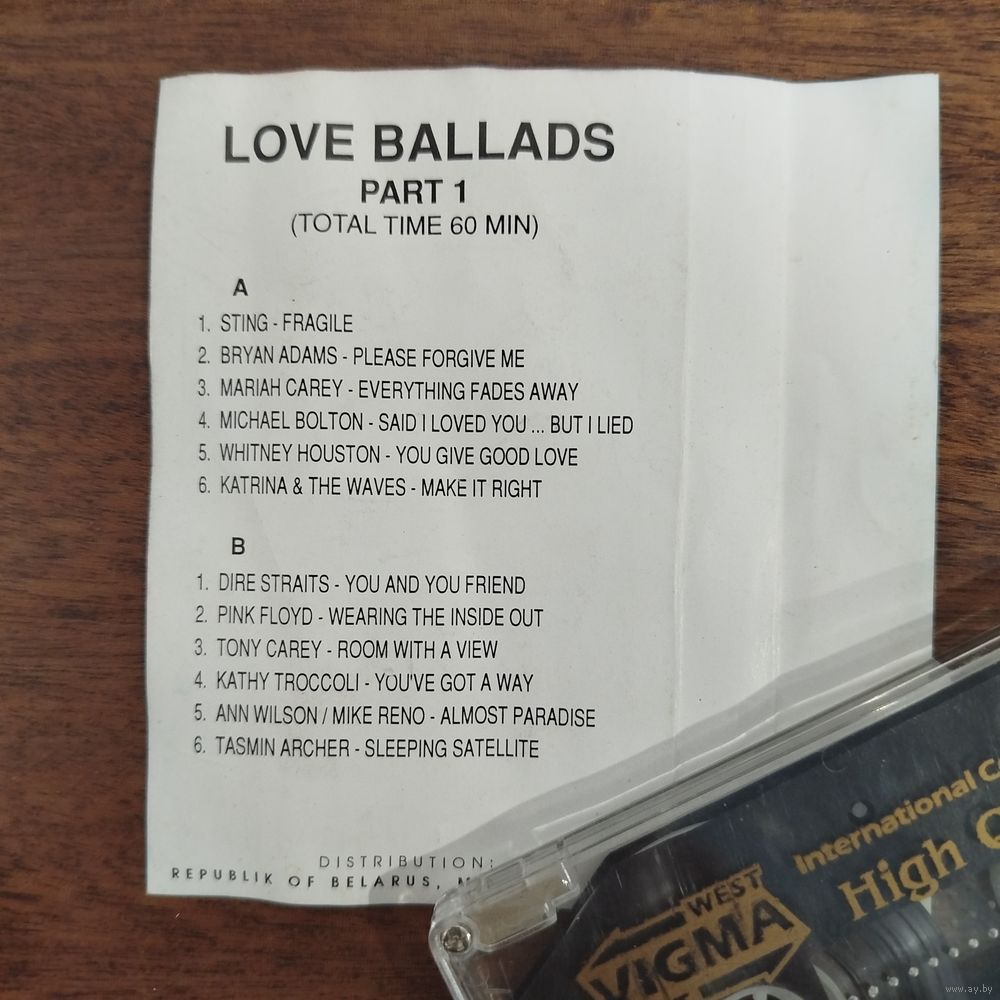 LOVE BALLADS
PART 1
(TOTAL TIME 60 MIN)
A
1. STING - FRAGILE
2. BRYAN ADAMS - PLEASE FORGIVE ME
3. MARIAH CAREY - EVERYTHING FADES AWAY
4. MICHAEL BOLTON - SAID I LOVED YOU ... BUT I LIED
5. WHITNEY HOUSTON - YOU GIVE GOOD LOVE
6. KATRINA & THE WAVES - MAKE IT RIGHT
B
1. DIRE STRAITS - YOU AND YOU FRIEND
2. PINK FLOYD - WEARING THE INSIDE OUT
3. TONY CAREY - ROOM WITH A VIEW
4. KATHY TROCCOLI - YOU'VE GOT A WAY
5. ANN WILSON / MIKE RENO - ALMOST PARADISE
6. TASMIN ARCHER - SLEEPING SATELLITE
DISTRIBUTION:
REPUBLIK OF BELARUS,
International
High
WEST
VIGMA
www.ay.by